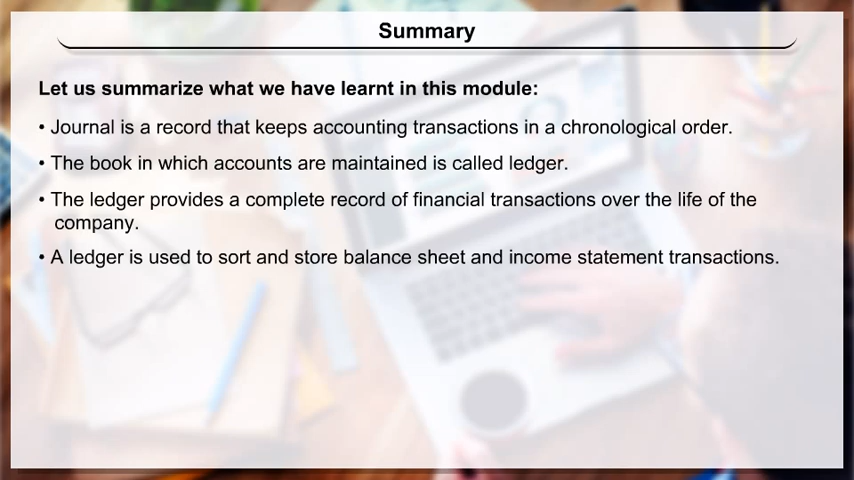 Summary
Let us summarize what we have learnt in this module:
• Journal is a record that keeps accounting transactions in a chronological order.
• The book in which accounts are maintained is called ledger.
• The ledger provides a complete record of financial transactions over the life of the
company.
• A ledger is used to sort and store balance sheet and income statement transactions.